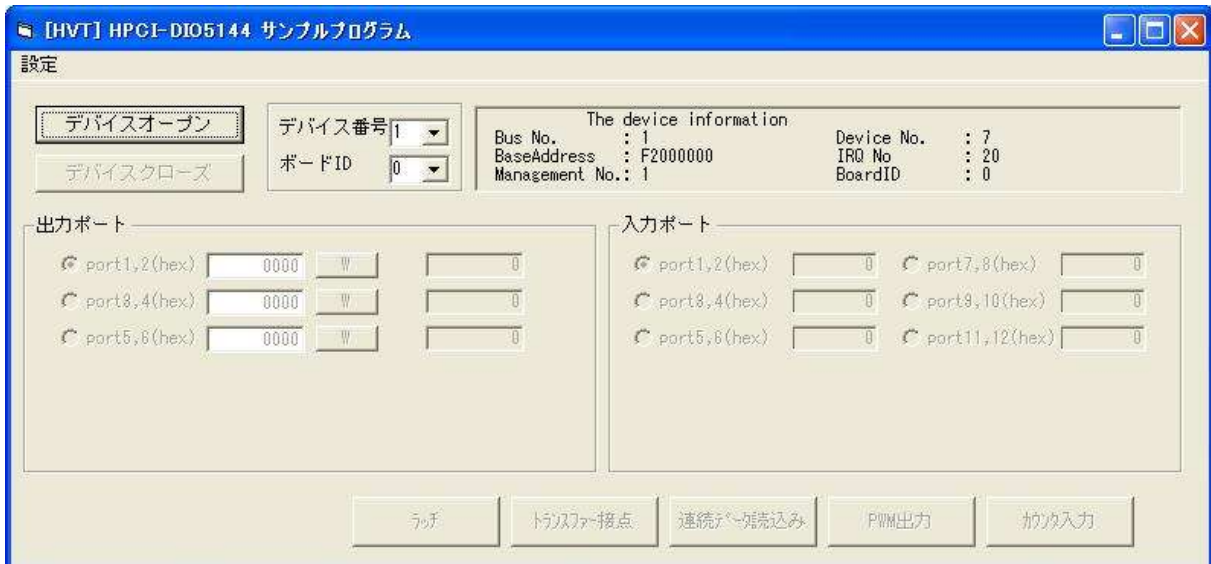 [HVT] HPCI-DIO5144 サンプルプログラム
設定
デバイスオープン
デバイスクローズ
デバイス番号 1
ボードID 0
The device information
Bus No. : 1 Device No. : 7
BaseAddress : F2000000 IRQ No : 20
Management No.: 1 BoardID : 0
出力ポート
port1,2(hex) 0000 W 0
port3,4(hex) 0000 W 0
port5,6(hex) 0000 W 0
入力ポート
port1,2(hex) 0 port7,8(hex) 0
port3,4(hex) 0 port9,10(hex) 0
port5,6(hex) 0 port11,12(hex) 0
ﾗｯﾁ ﾄﾗﾝｽﾌｧｰ接点 連続ﾃﾞｰﾀ読込み PWM出力 ｶｳﾝﾀ入力